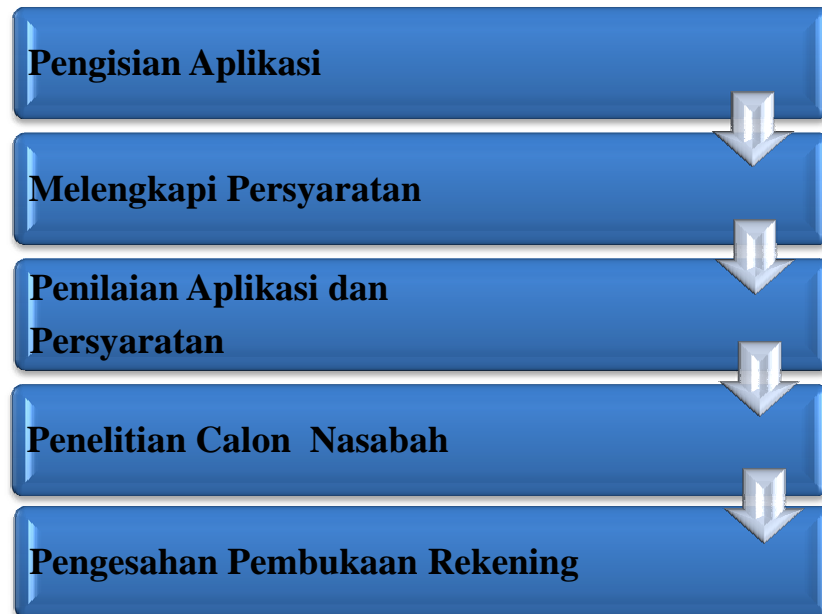 Pengisian Aplikasi
Melengkapi Persyaratan
Penilaian Aplikasi dan
Persyaratan
Penelitian Calon Nasabah
Pengesahan Pembukaan Rekening